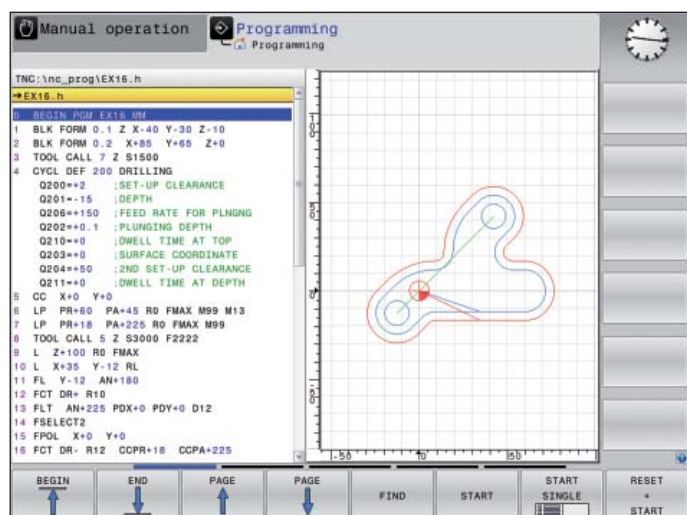 Manual operation
Programming
Programming
TNC:\nc_prog\EX16.h
→EX16.h
0 BEGIN PGM EX16 MM
1 BLK FORM 0.1 Z X-40 Y-30 Z-10
2 BLK FORM 0.2 X+85 Y+65 Z+0
3 TOOL CALL 7 Z S1500
4 CYCL DEF 200 DRILLING
Q200=+2 ;SET-UP CLEARANCE
Q201=-15 ;DEPTH
Q206=+150 ;FEED RATE FOR PLNGNG
Q202=+0.1 ;PLUNGING DEPTH
Q210=+0 ;DWELL TIME AT TOP
Q203=+0 ;SURFACE COORDINATE
Q204=+50 ;2ND SET-UP CLEARANCE
Q211=+0 ;DWELL TIME AT DEPTH
5 CC X+0 Y+0
6 LP PR+60 PA+45 R0 FMAX M99 M13
7 LP PR+18 PA+225 R0 FMAX M99
8 TOOL CALL 5 Z S3000 F2222
9 L Z+100 R0 FMAX
10 L X+35 Y-12 RL
11 FL Y-12 AN+180
12 FCT DR+ R10
13 FLT AN+225 PDX+0 PDY+0 D12
14 FSELECT2
15 FPOL X+0 Y+0
16 FCT DR- R12 CCPR+18 CCPA+225
100
50
0
-50
-50
0
50
BEGIN
END
PAGE
PAGE
FIND
START
START
SINGLE
RESET
+
START